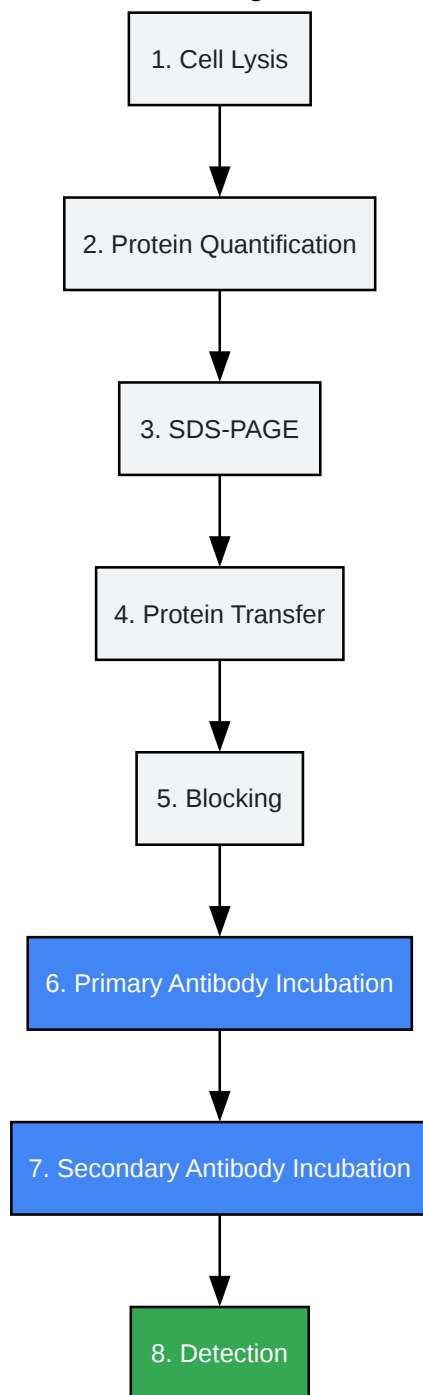 1. Cell Lysis
2. Protein Quantification
3. SDS-PAGE
4. Protein Transfer
5. Blocking
6. Primary Antibody Incubation
7. Secondary Antibody Incubation
8. Detection